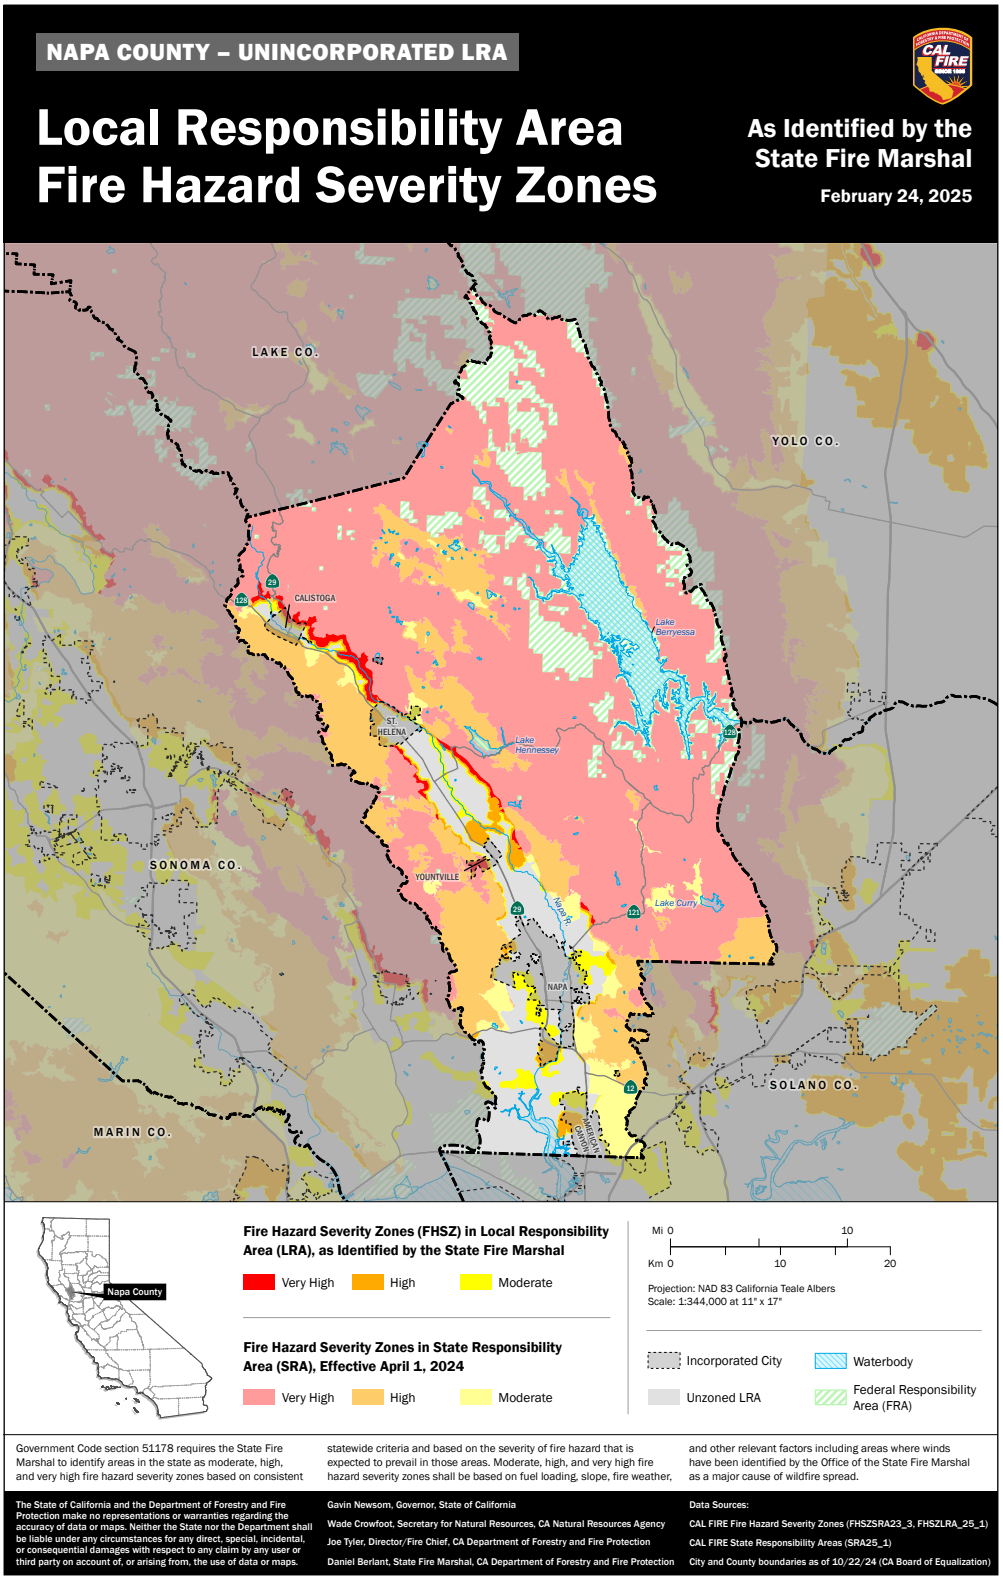 NAPA COUNTY – UNINCORPORATED LRA
Local Responsibility Area
Fire Hazard Severity Zones
CALIFORNIA DEPARTMENT OF
FORESTRY & FIRE PROTECTION
CAL
FIRE
SINCE 1885
As Identified by the
State Fire Marshal
February 24, 2025
LAKE CO.
YOLO CO.
29
128
CALISTOGA
Lake
Berryessa
ST.
HELENA
Lake
Hennessey
128
SONOMA CO.
YOUNTVILLE
29
Napa R.
121
Lake Curry
NAPA
12
SOLANO CO.
MARIN CO.
AMERICAN
CANYON
Napa County
Fire Hazard Severity Zones (FHSZ) in Local Responsibility
Area (LRA), as Identified by the State Fire Marshal
Very High
High
Moderate
Fire Hazard Severity Zones in State Responsibility
Area (SRA), Effective April 1, 2024
Very High
High
Moderate
Mi 0 10
Km 0 10 20
Projection: NAD 83 California Teale Albers
Scale: 1:344,000 at 11" x 17"
Incorporated City
Waterbody
Unzoned LRA
Federal Responsibility
Area (FRA)
Government Code section 51178 requires the State Fire
Marshal to identify areas in the state as moderate, high,
and very high fire hazard severity zones based on consistent
statewide criteria and based on the severity of fire hazard that is
expected to prevail in those areas. Moderate, high, and very high fire
hazard severity zones shall be based on fuel loading, slope, fire weather,
and other relevant factors including areas where winds
have been identified by the Office of the State Fire Marshal
as a major cause of wildfire spread.
The State of California and the Department of Forestry and Fire
Protection make no representations or warranties regarding the
accuracy of data or maps. Neither the State nor the Department shall
be liable under any circumstances for any direct, special, incidental,
or consequential damages with respect to any claim by any user or
third party on account of, or arising from, the use of data or maps.
Gavin Newsom, Governor, State of California
Wade Crowfoot, Secretary for Natural Resources, CA Natural Resources Agency
Joe Tyler, Director/Fire Chief, CA Department of Forestry and Fire Protection
Daniel Berlant, State Fire Marshal, CA Department of Forestry and Fire Protection
Data Sources:
CAL FIRE Fire Hazard Severity Zones (FHSZSRA23_3, FHSZLRA_25_1)
CAL FIRE State Responsibility Areas (SRA25_1)
City and County boundaries as of 10/22/24 (CA Board of Equalization)